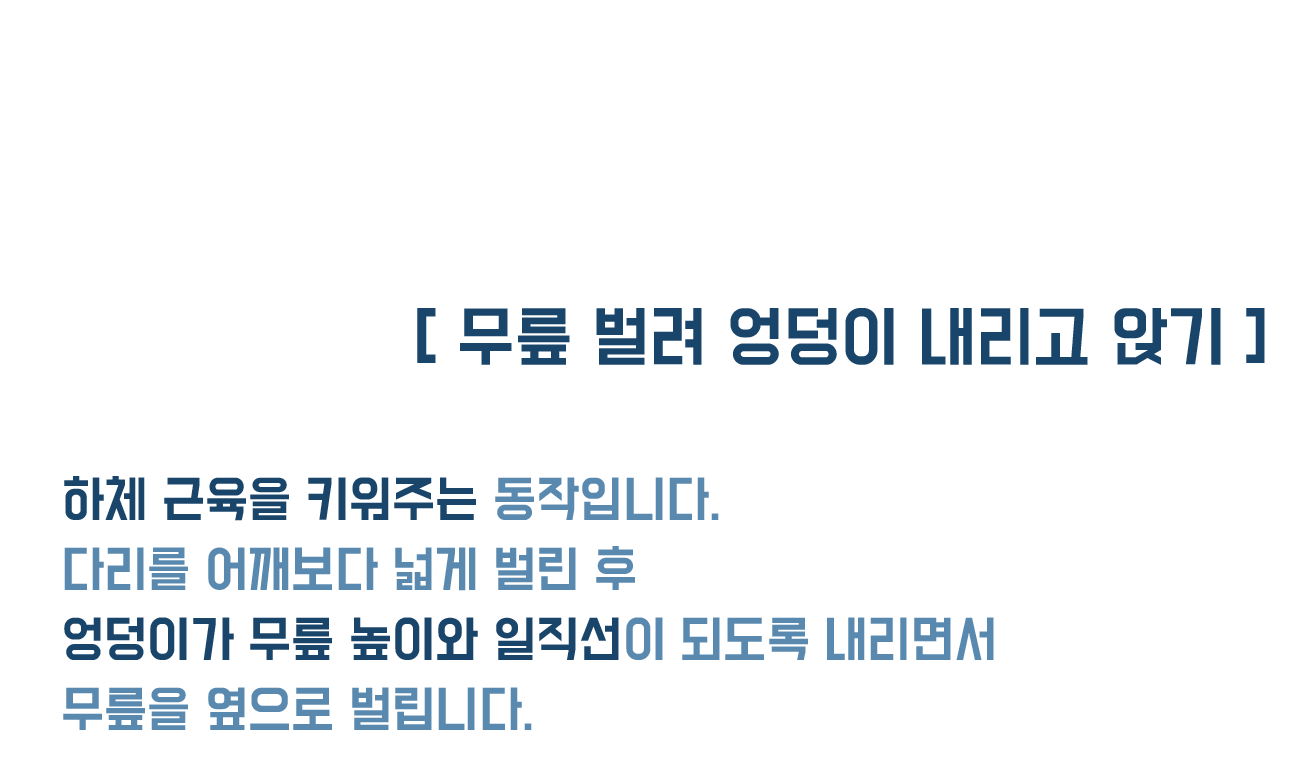 [ 무릎 벌려 엉덩이 내리고 앉기 ]
하체 근육을 키워주는 동작입니다.
다리를 어깨보다 넓게 벌린 후
엉덩이가 무릎 높이와 일직선이 되도록 내리면서
무릎을 옆으로 벌립니다.